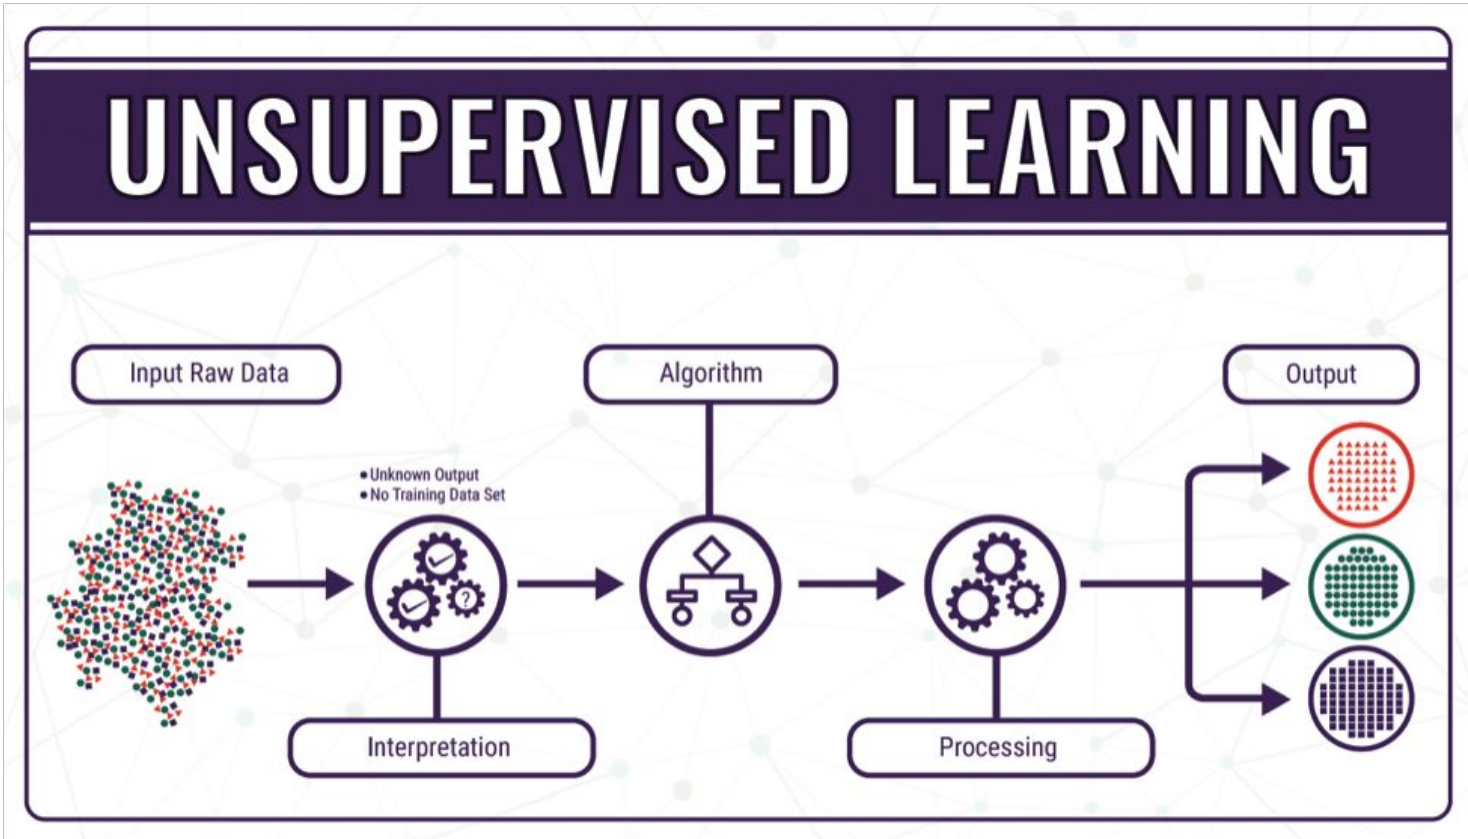 UNSUPERVISED LEARNING
Input Raw Data
Algorithm
Output
• Unknown Output
• No Training Data Set
?
Interpretation
Processing